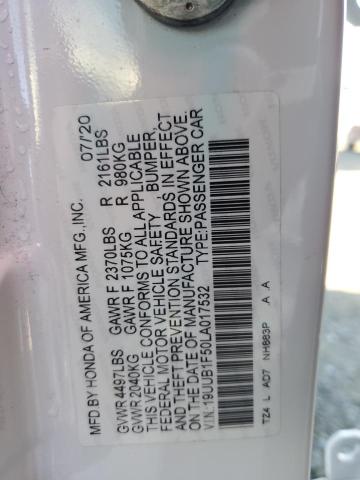 MFD BY HONDA OF AMERICA MFG.,INC. 07/20
GVWR 4497LBS GAWR F 2370LBS R 2161LBS
GVWR 2040KG GAWR F 1075KG R 980KG
THIS VEHICLE CONFORMS TO ALL APPLICABLE
FEDERAL MOTOR VEHICLE SAFETY, BUMPER,
AND THEFT PREVENTION STANDARDS IN EFFECT
ON THE DATE OF MANUFACTURE SHOWN ABOVE.
V.I.N. 19UUB1F50LA017532 TYPE:PASSENGER CAR
TZ4 L AD7 NH883P A A